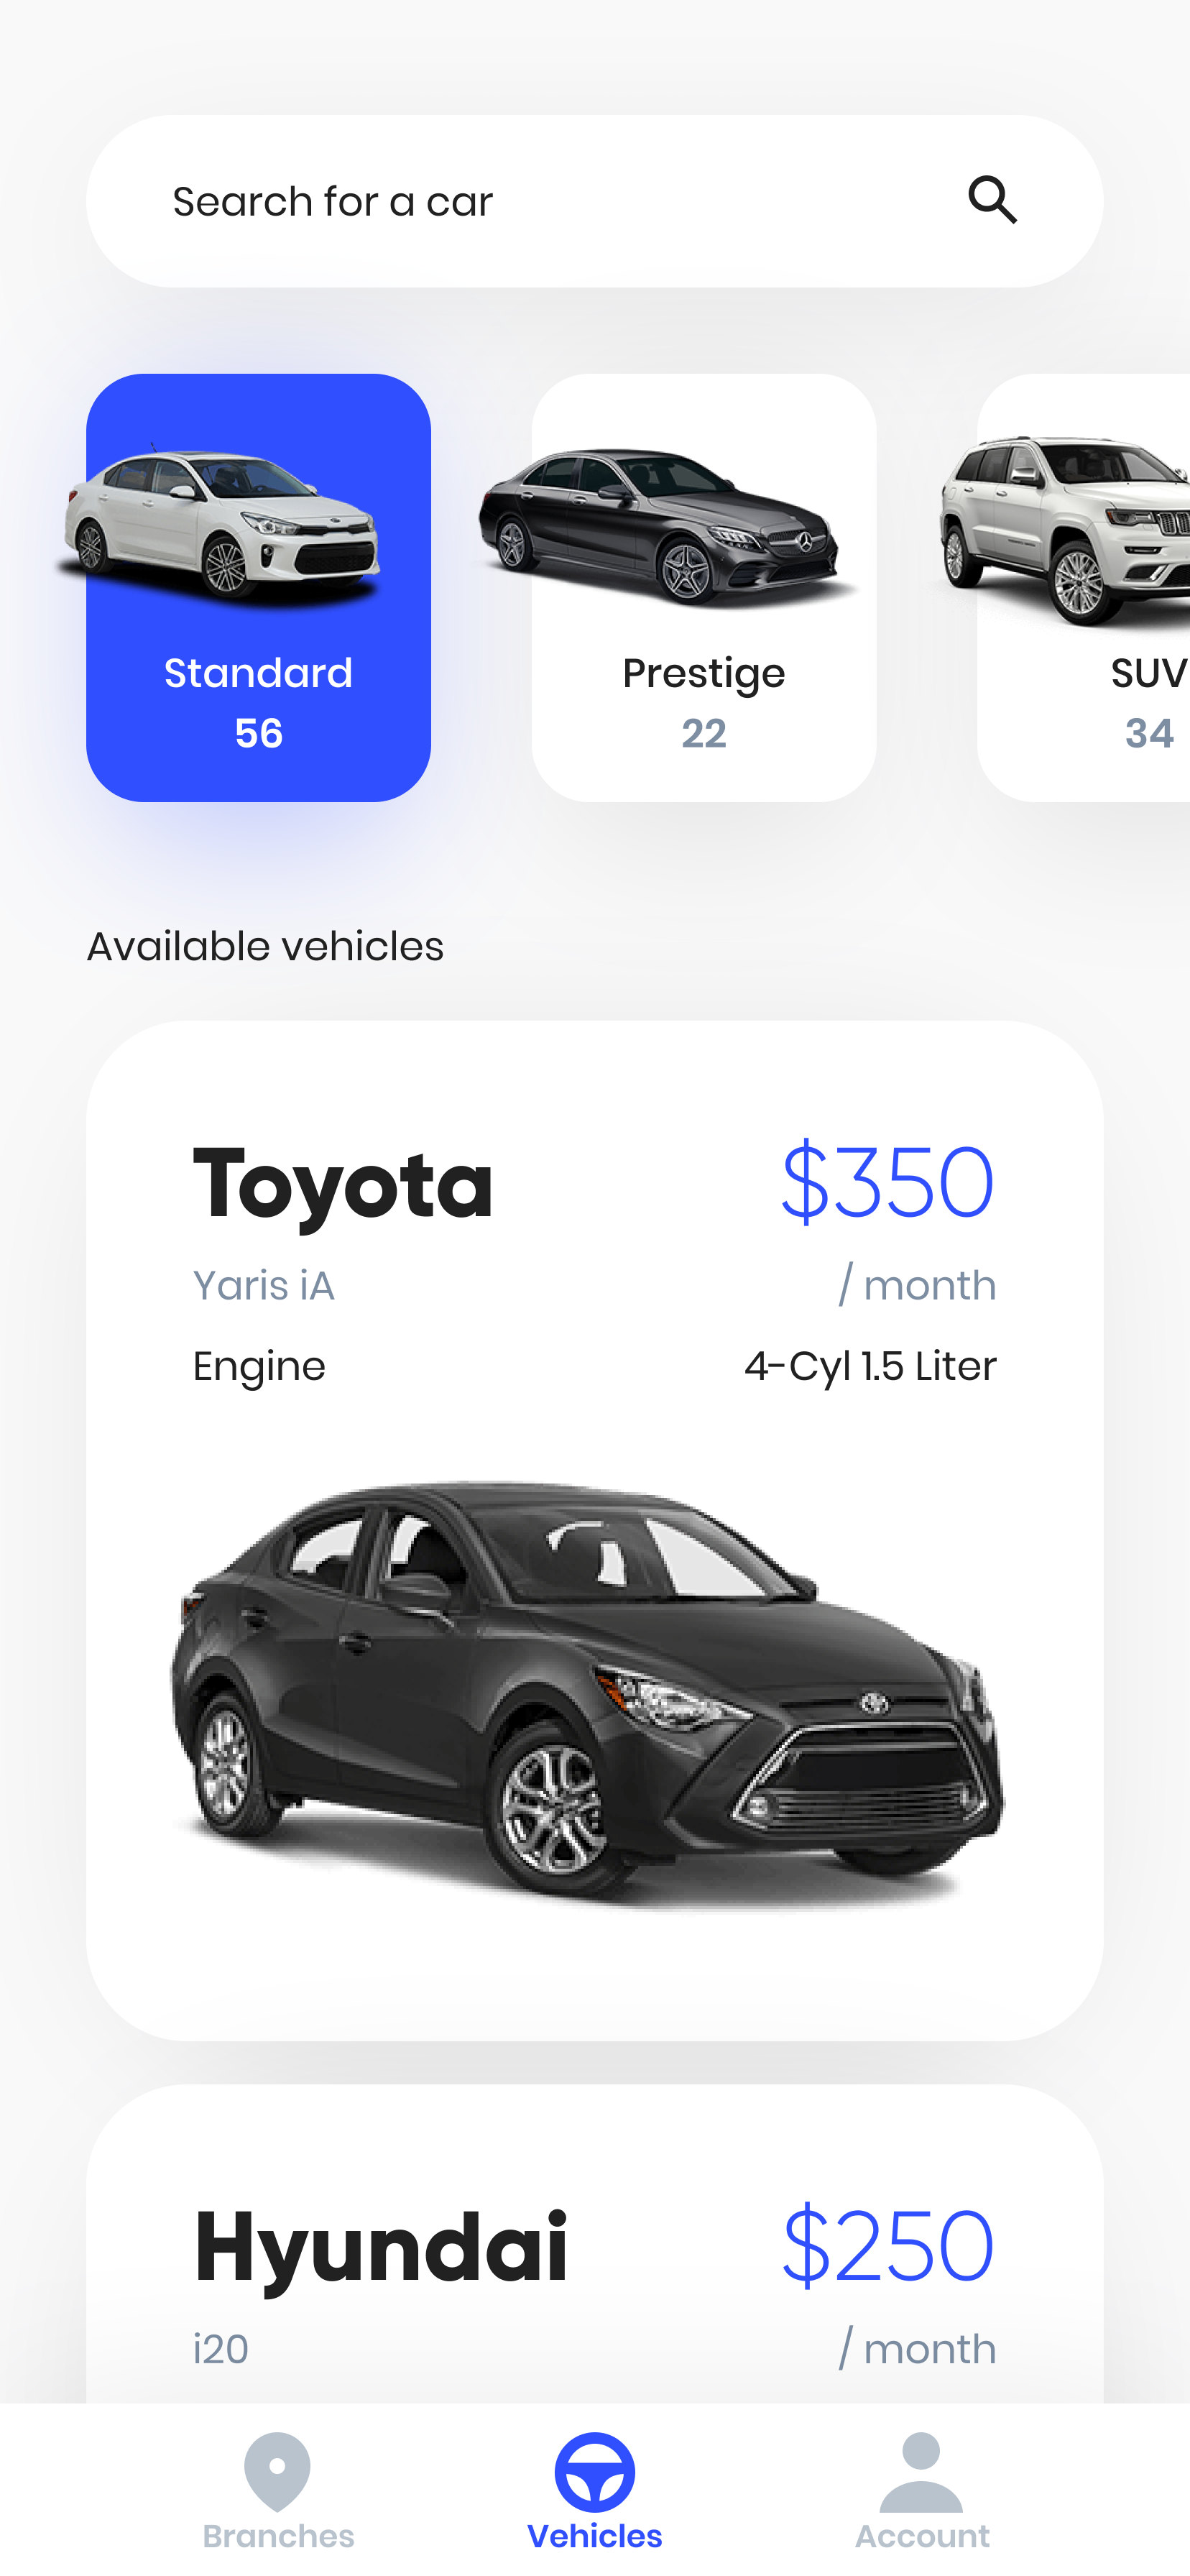 Search for a car
Standard
56
Prestige
22
SUV
34
Available vehicles
Toyota
$350
Yaris iA
/ month
Engine
4-Cyl 1.5 Liter
Hyundai
$250
i20
/ month
Branches
Vehicles
Account